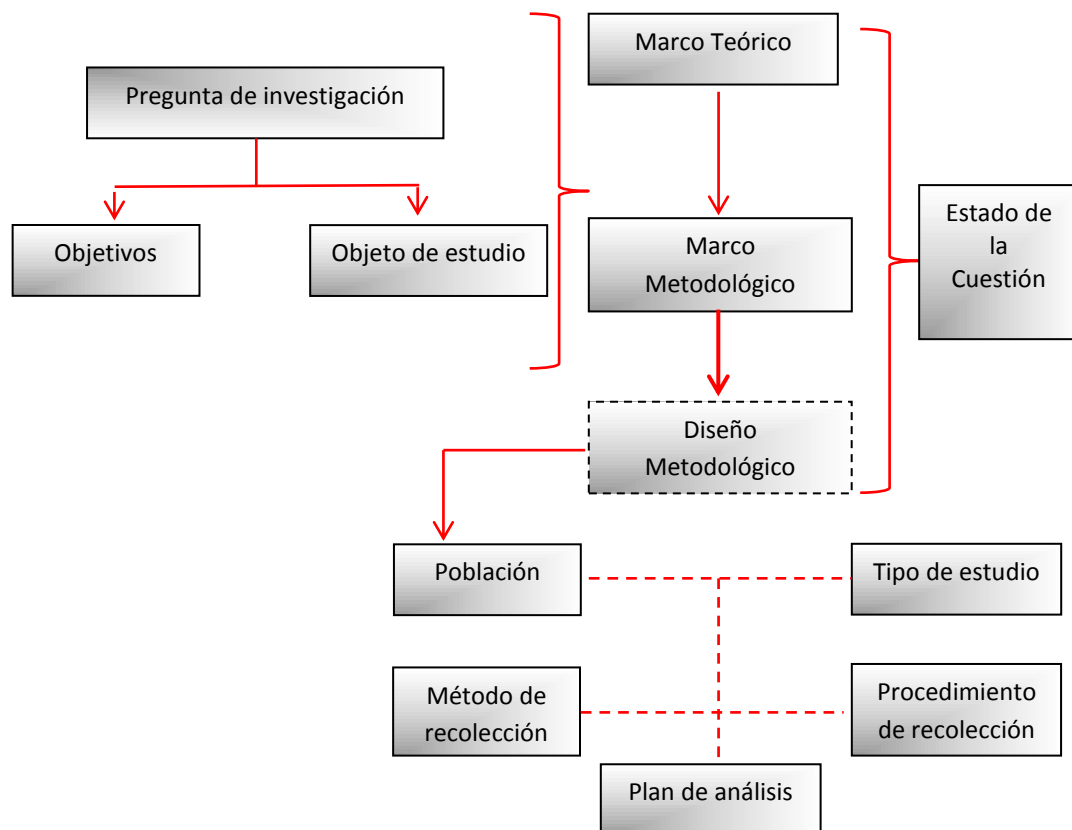 Marco Teórico
Pregunta de investigación
Objetivos
Objeto de estudio
Marco
Metodológico
Estado de
la
Cuestión
Diseño
Metodológico
Población
Tipo de estudio
Método de
recolección
Procedimiento
de recolección
Plan de análisis